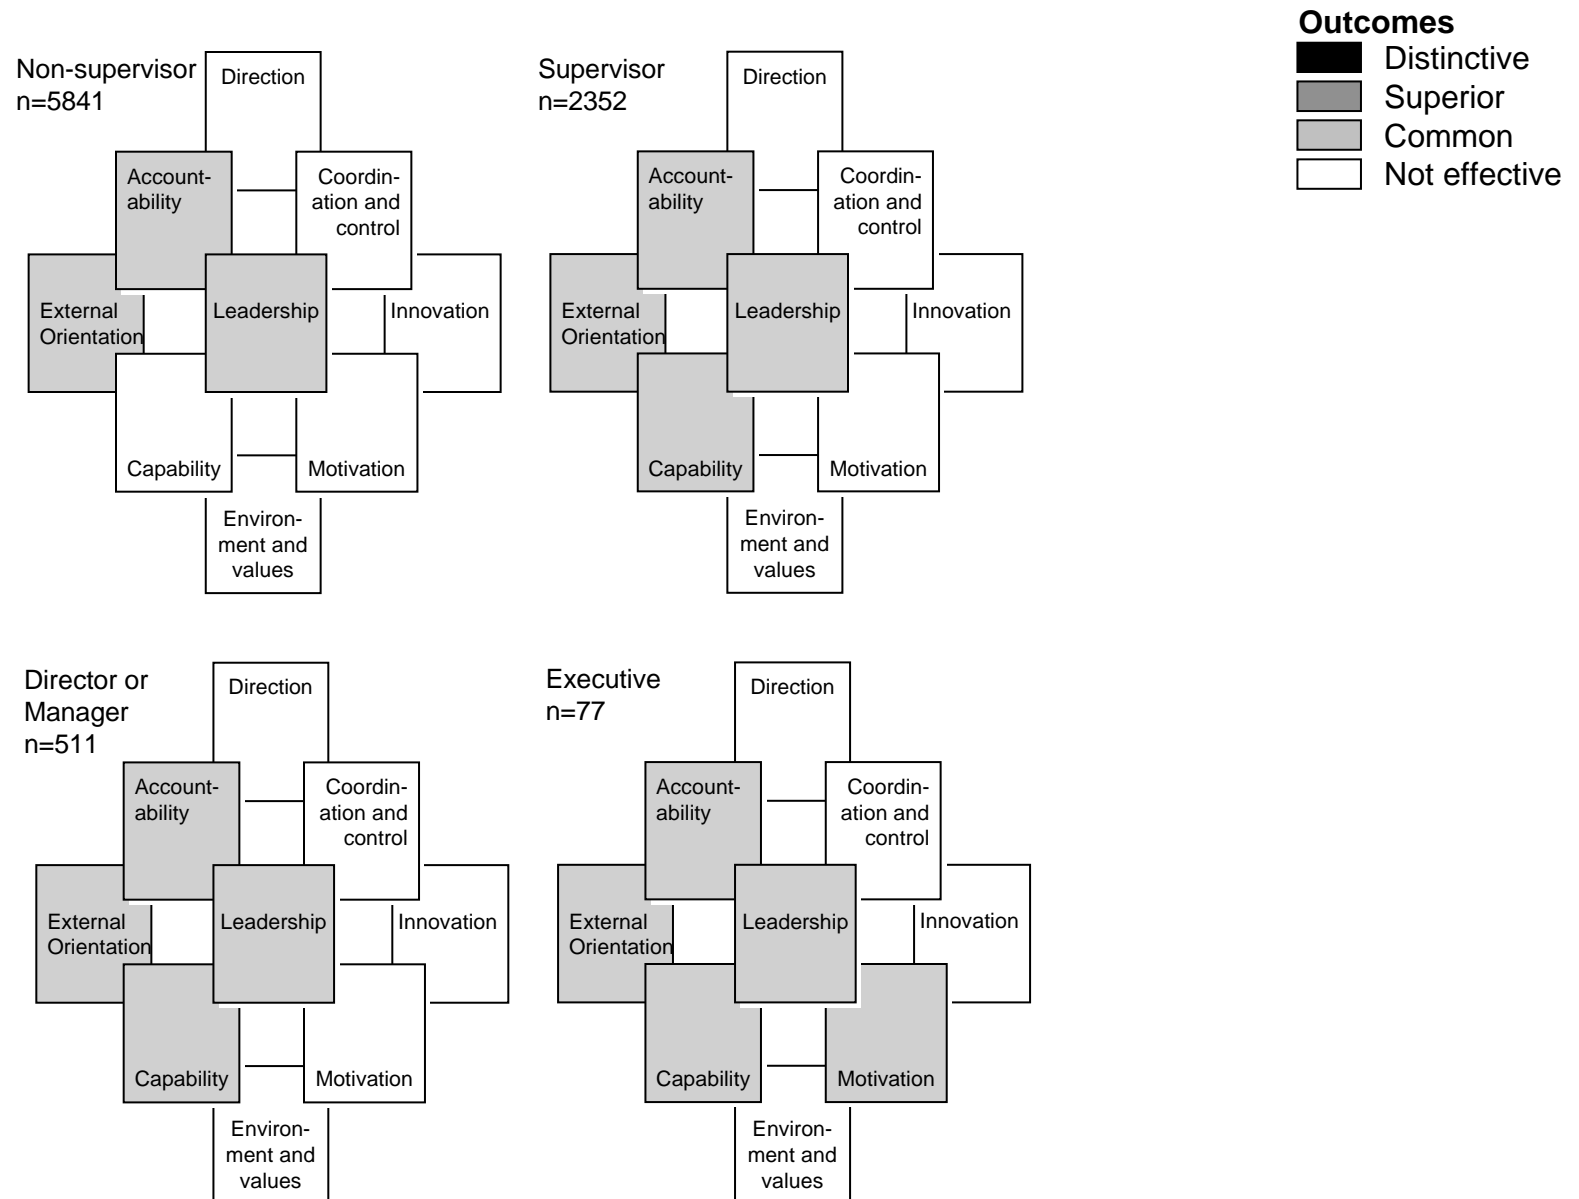 Outcomes
Distinctive
Superior
Common
Not effective
Non-supervisor
n=5841
Direction
Account-
ability
Coordin-
ation and
control
External
Orientation
Leadership
Innovation
Capability
Motivation
Environ-
ment and
values
Supervisor
n=2352
Direction
Account-
ability
Coordin-
ation and
control
External
Orientation
Leadership
Innovation
Capability
Motivation
Environ-
ment and
values
Director or
Manager
n=511
Direction
Account-
ability
Coordin-
ation and
control
External
Orientation
Leadership
Innovation
Capability
Motivation
Environ-
ment and
values
Executive
n=77
Direction
Account-
ability
Coordin-
ation and
control
External
Orientation
Leadership
Innovation
Capability
Motivation
Environ-
ment and
values